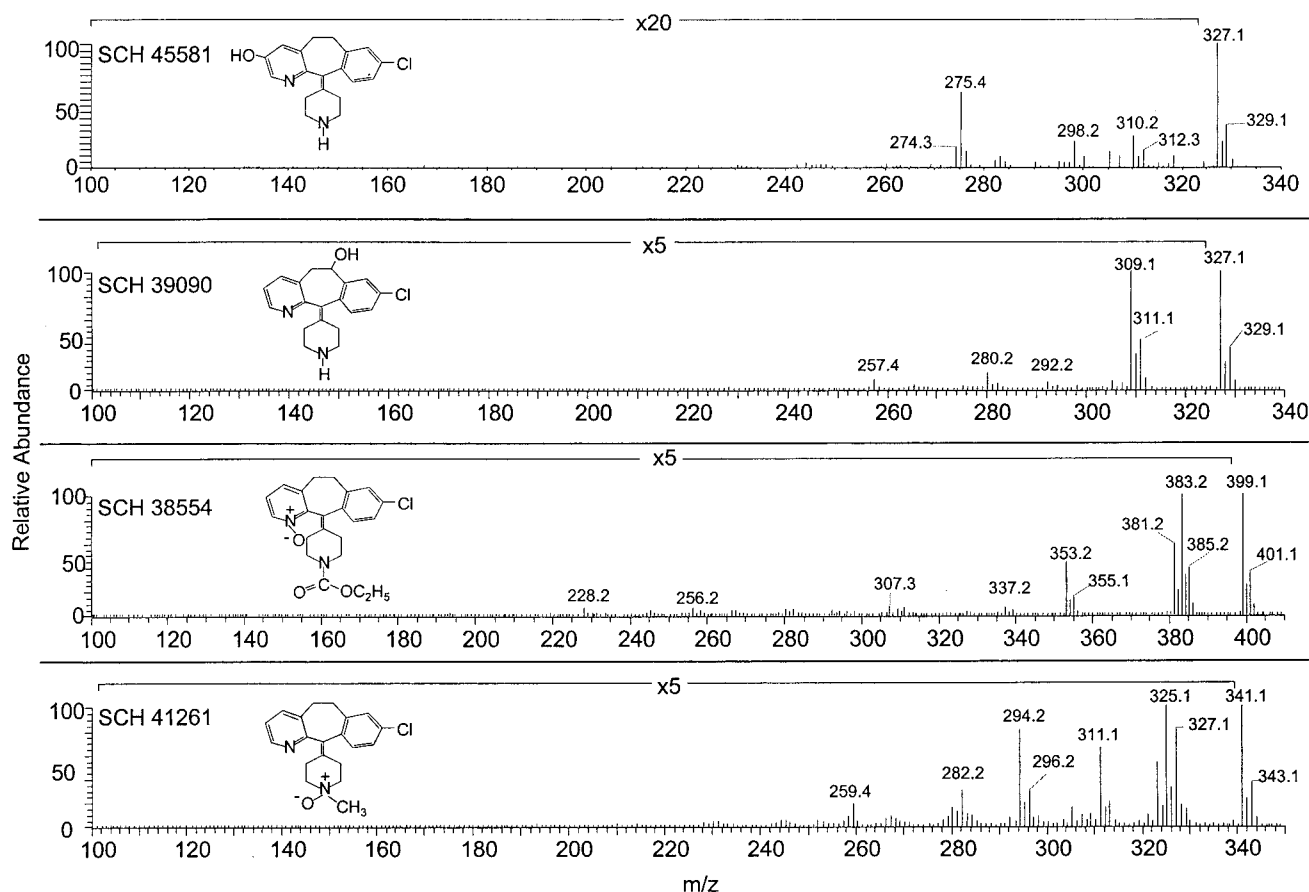 x20
100
SCH 45581
HO
N
Cl
N
H
50
0
274.3
275.4
298.2
310.2
312.3
327.1
329.1
100 120 140 160 180 200 220 240 260 280 300 320 340
x5
100
SCH 39090
OH
N
Cl
N
H
50
0
257.4
280.2
292.2
309.1
311.1
327.1
329.1
100 120 140 160 180 200 220 240 260 280 300 320 340
Relative Abundance
x5
100
SCH 38554
N+
-O
Cl
N
O=C
OC2H5
50
0
228.2
256.2
307.3
337.2
353.2
355.1
381.2
383.2
385.2
399.1
401.1
100 120 140 160 180 200 220 240 260 280 300 320 340 360 380 400
x5
100
SCH 41261
N
Cl
N+
-O
CH3
50
0
259.4
282.2
294.2
296.2
311.1
325.1
327.1
341.1
343.1
100 120 140 160 180 200 220 240 260 280 300 320 340
m/z